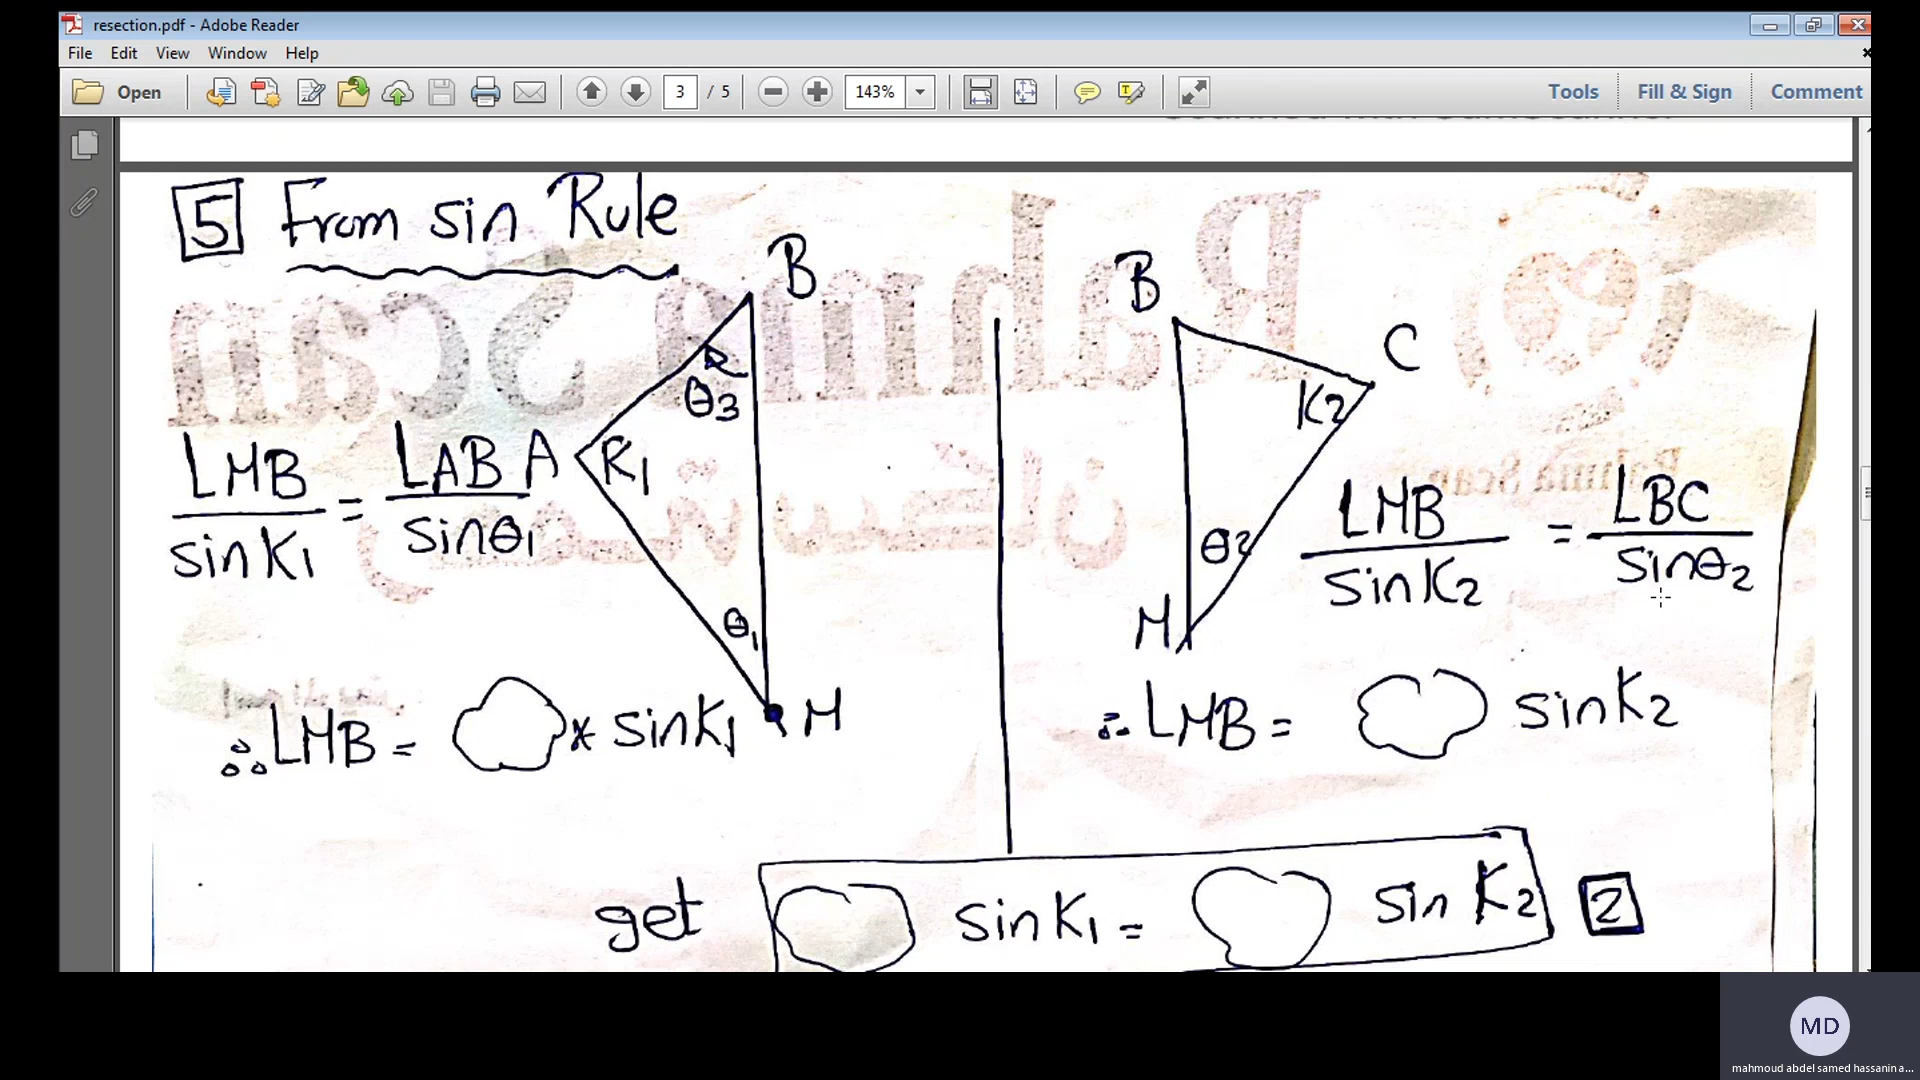 resection.pdf - Adobe Reader
File Edit View Window Help
Open 3 / 5 143% Tools Fill & Sign Comment
5 From sin Rule
B
θ3
A K1
LMB / sinK1 = LAB / sinθ1
θ1
M
∴ LMB = * sinK1
B
C
K2
θ2
M
LMB / sinK2 = LBC / sinθ2
∴ LMB = sinK2
get sinK1 = sin K2 2
MD
mahmoud abdel samed hassanin a...